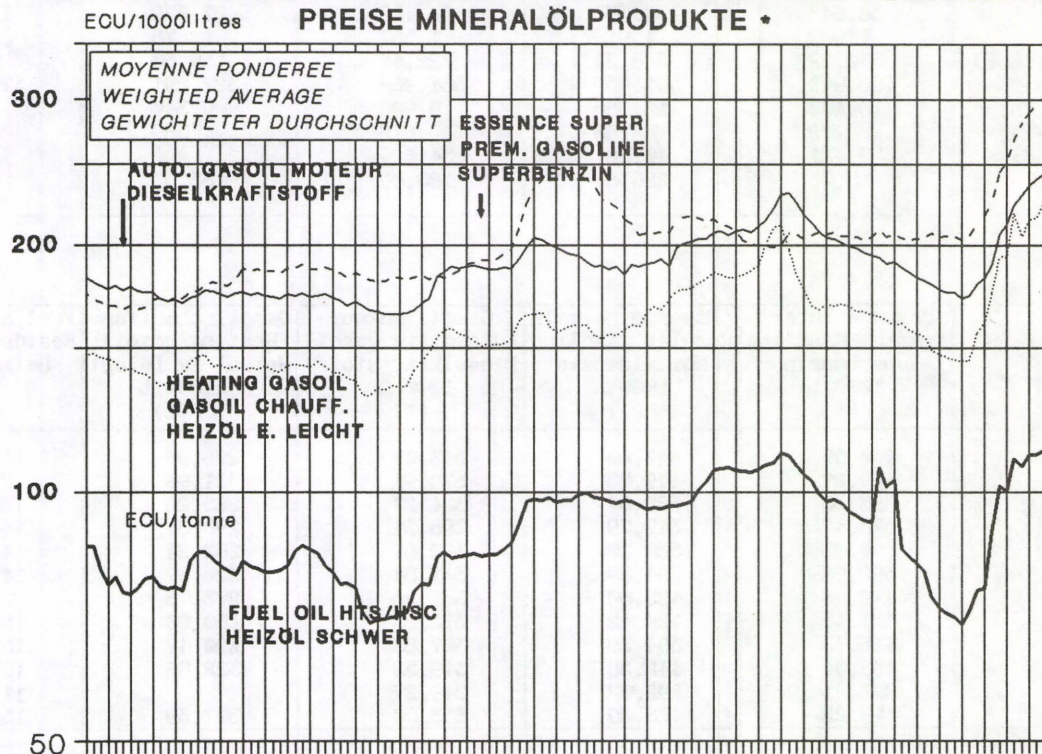 ECU/1000litres
PREISE MINERALÖLPRODUKTE *
MOYENNE PONDEREE
WEIGHTED AVERAGE
GEWICHTETER DURCHSCHNITT
300
ESSENCE SUPER
PREM. GASOLINE
SUPERBENZIN
AUTO. GASOIL MOTEUR
DIESELKRAFTSTOFF
200
HEATING GASOIL
GASOIL CHAUFF.
HEIZÖL E. LEICHT
100
ECU/tonne
FUEL OIL HTS/HSC
HEIZÖL SCHWER
50